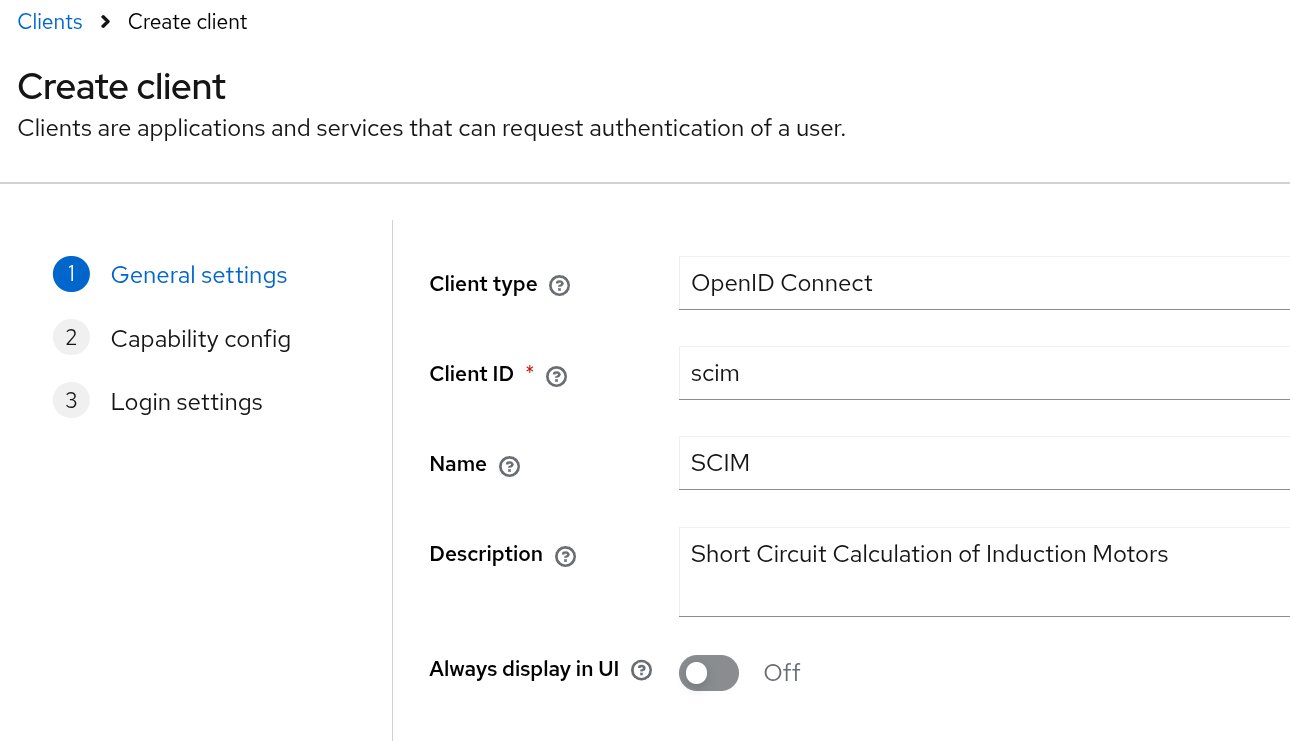 Clients > Create client
Create client
Clients are applications and services that can request authentication of a user.
1 General settings
2 Capability config
3 Login settings
Client type ? OpenID Connect
Client ID * ? scim
Name ? SCIM
Description ? Short Circuit Calculation of Induction Motors
Always display in UI ? Off